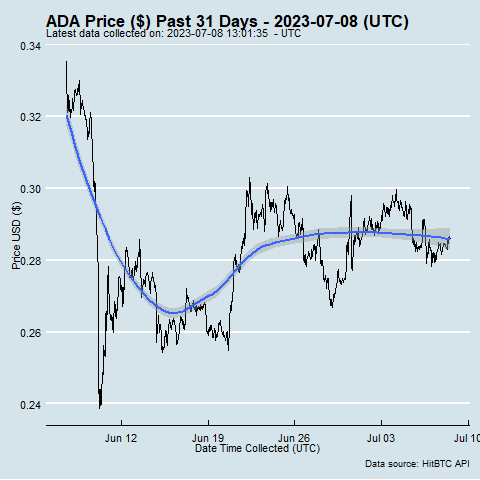 ADA Price ($) Past 31 Days - 2023-07-08 (UTC)
Latest data collected on: 2023-07-08 13:01:35 - UTC
0.34
0.32
0.30
0.28
0.26
0.24
Price USD ($)
Jun 12
Jun 19
Jun 26
Jul 03
Jul 10
Date Time Collected (UTC)
Data source: HitBTC API